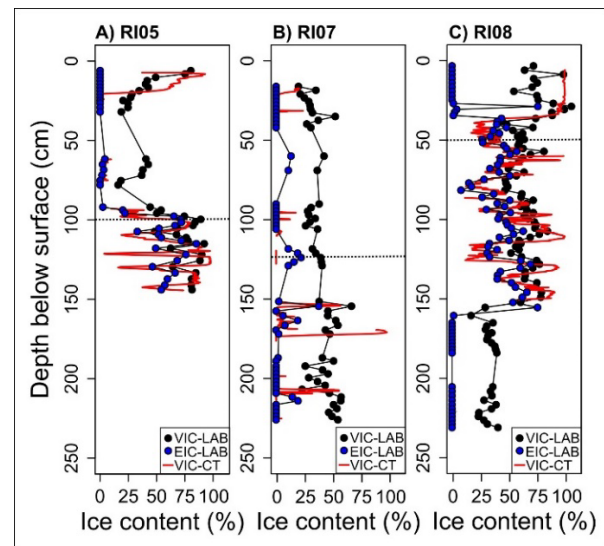 A) RI05 B) RI07 C) RI08
Depth below surface (cm)
0 0 0
50 50 50
100 100 100
150 150 150
200 200 200
250 250 250
VIC-LAB VIC-LAB VIC-LAB
EIC-LAB EIC-LAB EIC-LAB
VIC-CT VIC-CT VIC-CT
0 25 50 75 100 0 25 50 75 100 0 25 50 75 100
Ice content (%) Ice content (%) Ice content (%)